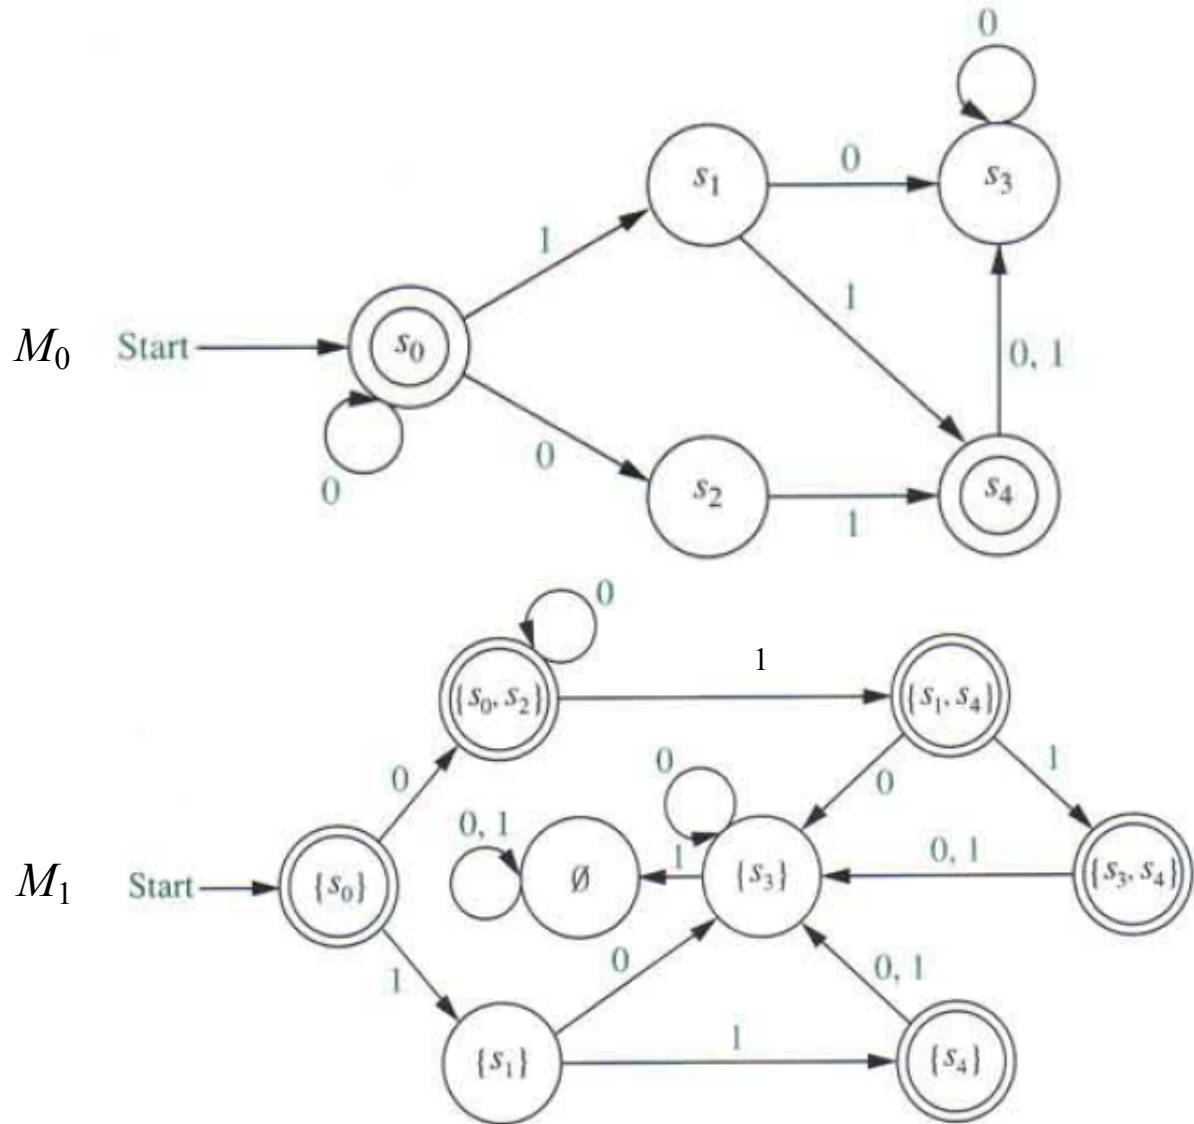 0
s₁
0
s₃
1
1
M₀
Start
s₀
0, 1
0
0
s₂
1
s₄
0
{s₀, s₂}
1
{s₁, s₄}
0
0
0
1
0, 1
0, 1
M₁
Start
{s₀}
∅
1
{s₃}
{s₃, s₄}
1
0
0, 1
{s₁}
1
{s₄}